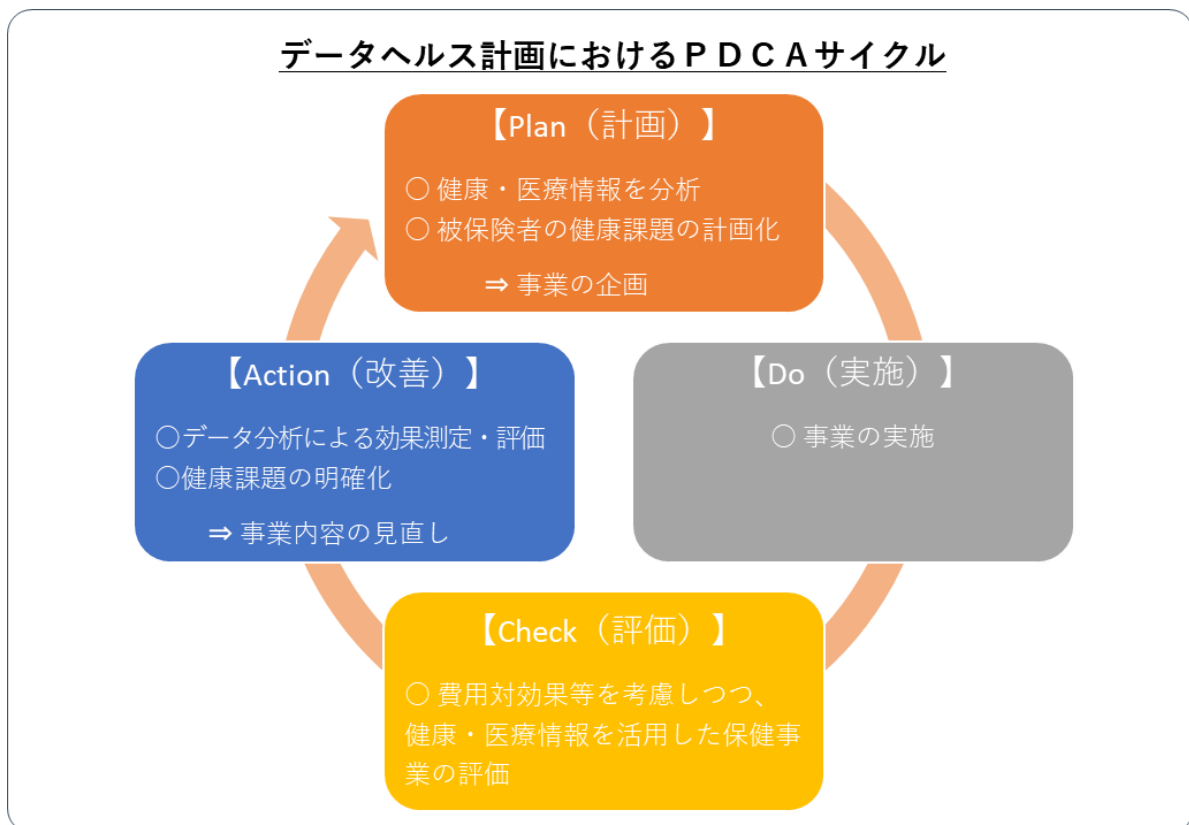 データヘルス計画におけるＰＤＣＡサイクル
【Plan（計画）】
○ 健康・医療情報を分析
○ 被保険者の健康課題の計画化
⇒ 事業の企画
【Action（改善）】
○データ分析による効果測定・評価
○健康課題の明確化
⇒ 事業内容の見直し
【Do（実施）】
○ 事業の実施
【Check（評価）】
○ 費用対効果等を考慮しつつ、
健康・医療情報を活用した保健事
業の評価